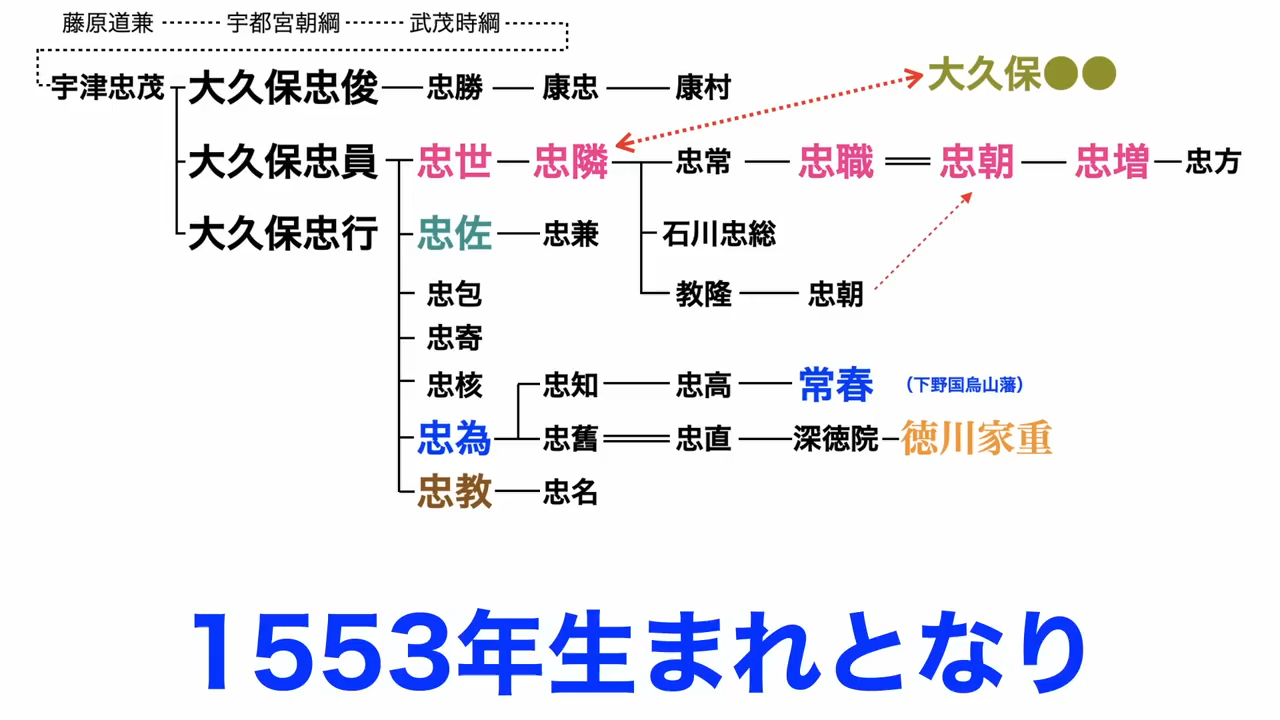 藤原道兼 宇都宮朝綱 武茂時綱
大久保●●
宇津忠茂 大久保忠俊 忠勝 康忠 康村
大久保忠員 忠世 忠隣 忠常 忠職 忠朝 忠増 忠方
大久保忠行 忠佐 忠兼 石川忠総
忠包 教隆 忠朝
忠寄
忠核 忠知 忠高 常春 （下野国烏山藩）
忠為 忠舊 忠直 深徳院 徳川家重
忠教 忠名
1553年生まれとなり